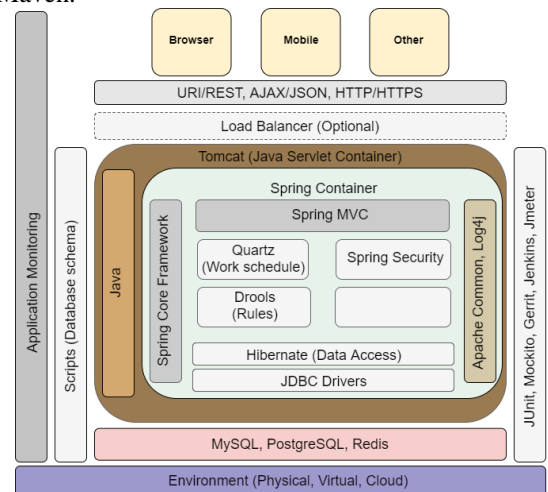 Maven.
Browser
Mobile
Other
URI/REST, AJAX/JSON, HTTP/HTTPS
Load Balancer (Optional)
Tomcat (Java Servlet Container)
Spring Container
Spring MVC
Quartz
(Work schedule)
Spring Security
Drools
(Rules)
Hibernate (Data Access)
JDBC Drivers
Application Monitoring
Scripts (Database schema)
Java
Spring Core Framework
Apache Common, Log4j
JUnit, Mockito, Gerrit, Jenkins, Jmeter
MySQL, PostgreSQL, Redis
Environment (Physical, Virtual, Cloud)